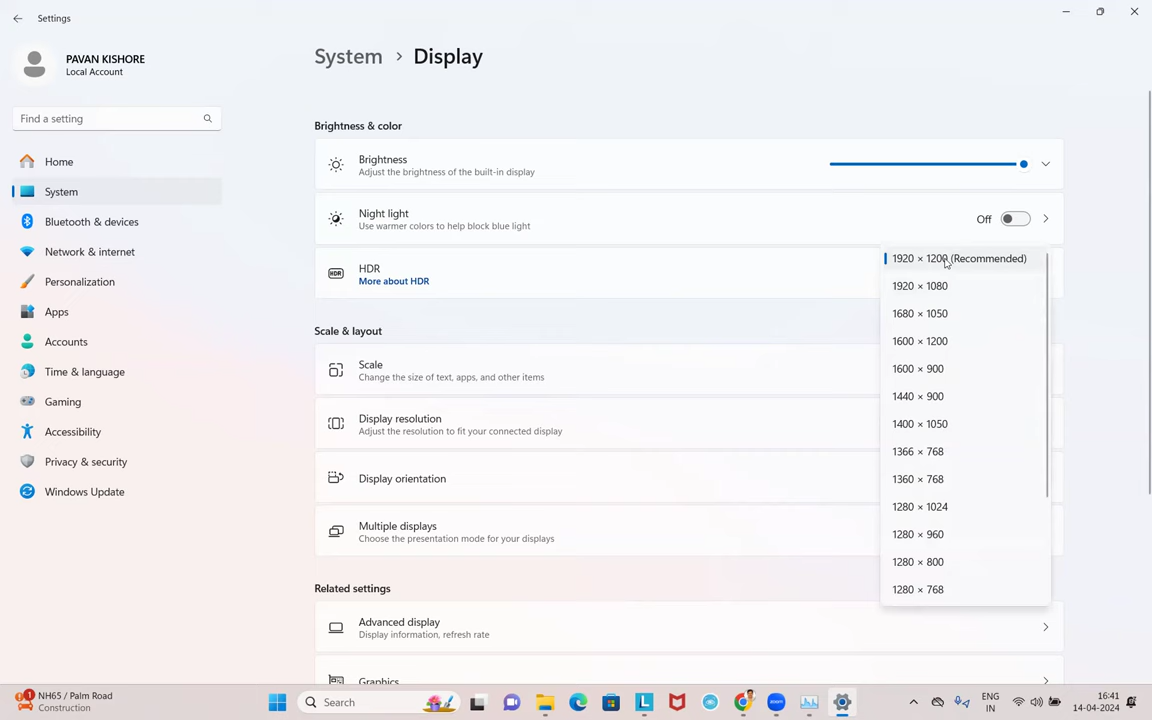 Settings
PAVAN KISHORE
Local Account
Find a setting
Home
System
Bluetooth & devices
Network & internet
Personalization
Apps
Accounts
Time & language
Gaming
Accessibility
Privacy & security
Windows Update
System > Display
Brightness & color
Brightness
Adjust the brightness of the built-in display
Night light
Use warmer colors to help block blue light
Off
HDR
HDR
More about HDR
Scale & layout
Scale
Change the size of text, apps, and other items
Display resolution
Adjust the resolution to fit your connected display
Display orientation
Multiple displays
Choose the presentation mode for your displays
Related settings
Advanced display
Display information, refresh rate
Graphics
1920 × 1200 (Recommended)
1920 × 1080
1680 × 1050
1600 × 1200
1600 × 900
1440 × 900
1400 × 1050
1366 × 768
1360 × 768
1280 × 1024
1280 × 960
1280 × 800
1280 × 768
1
NH65 / Palm Road
Construction
Search
L
zoom
ENG
IN
16:41
14-04-2024